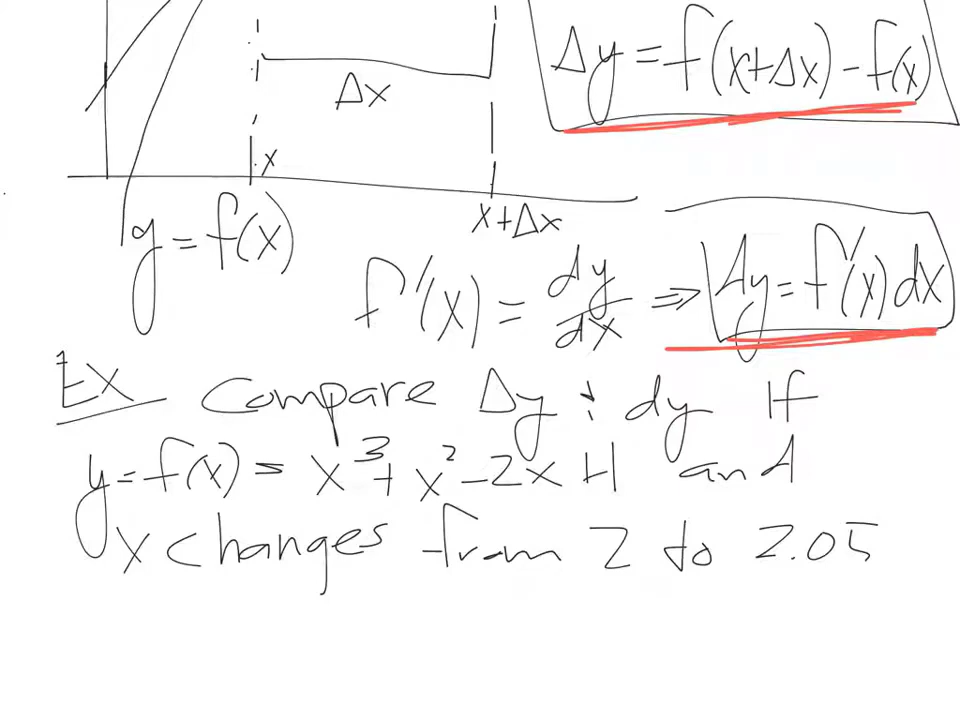 Δy = f(x+Δx) - f(x)
Δx
x
x+Δx
y = f(x)
f'(x) = dy/dx ⇒ dy = f'(x) dx
Ex Compare Δy & dy If
y = f(x) = x³ + x² - 2x + 1 and
x changes from 2 to 2.05